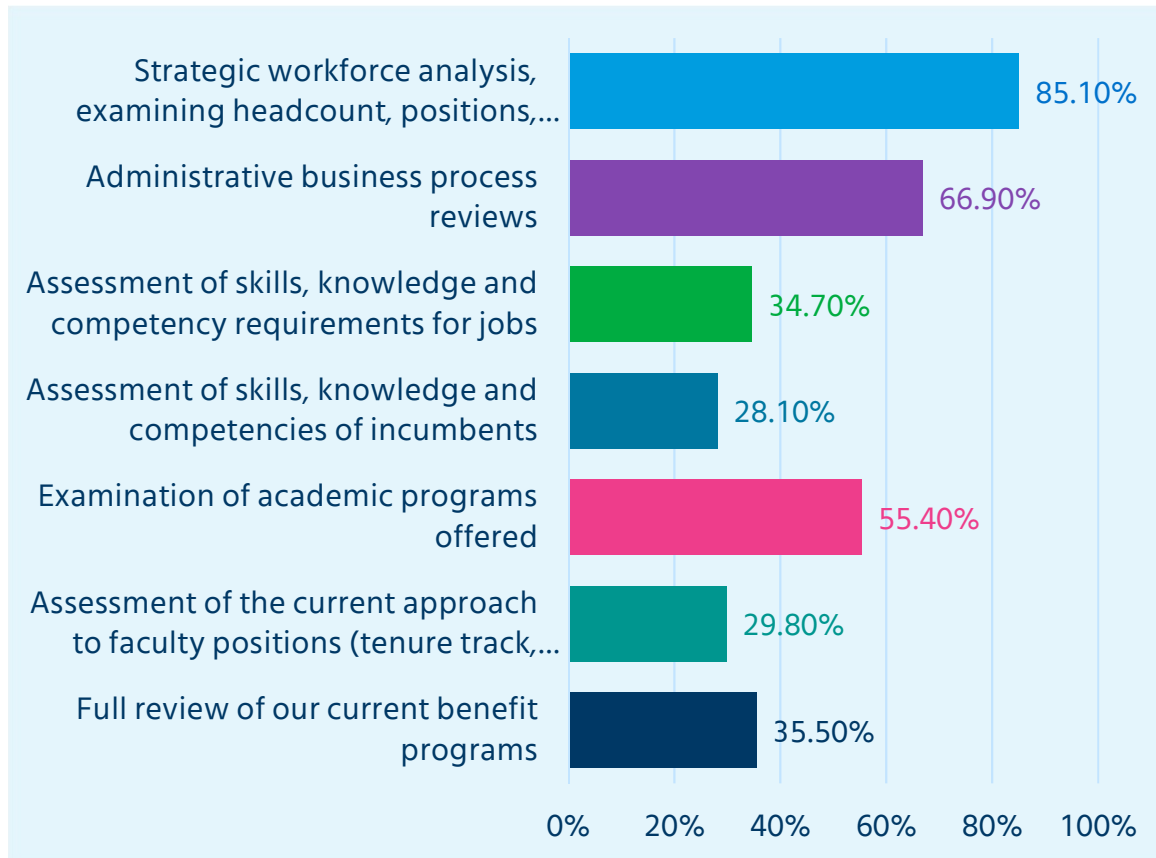 Strategic workforce analysis,
examining headcount, positions,...
85.10%
Administrative business process
reviews
66.90%
Assessment of skills, knowledge and
competency requirements for jobs
34.70%
Assessment of skills, knowledge and
competencies of incumbents
28.10%
Examination of academic programs
offered
55.40%
Assessment of the current approach
to faculty positions (tenure track,...
29.80%
Full review of our current benefit
programs
35.50%
0% 20% 40% 60% 80% 100%